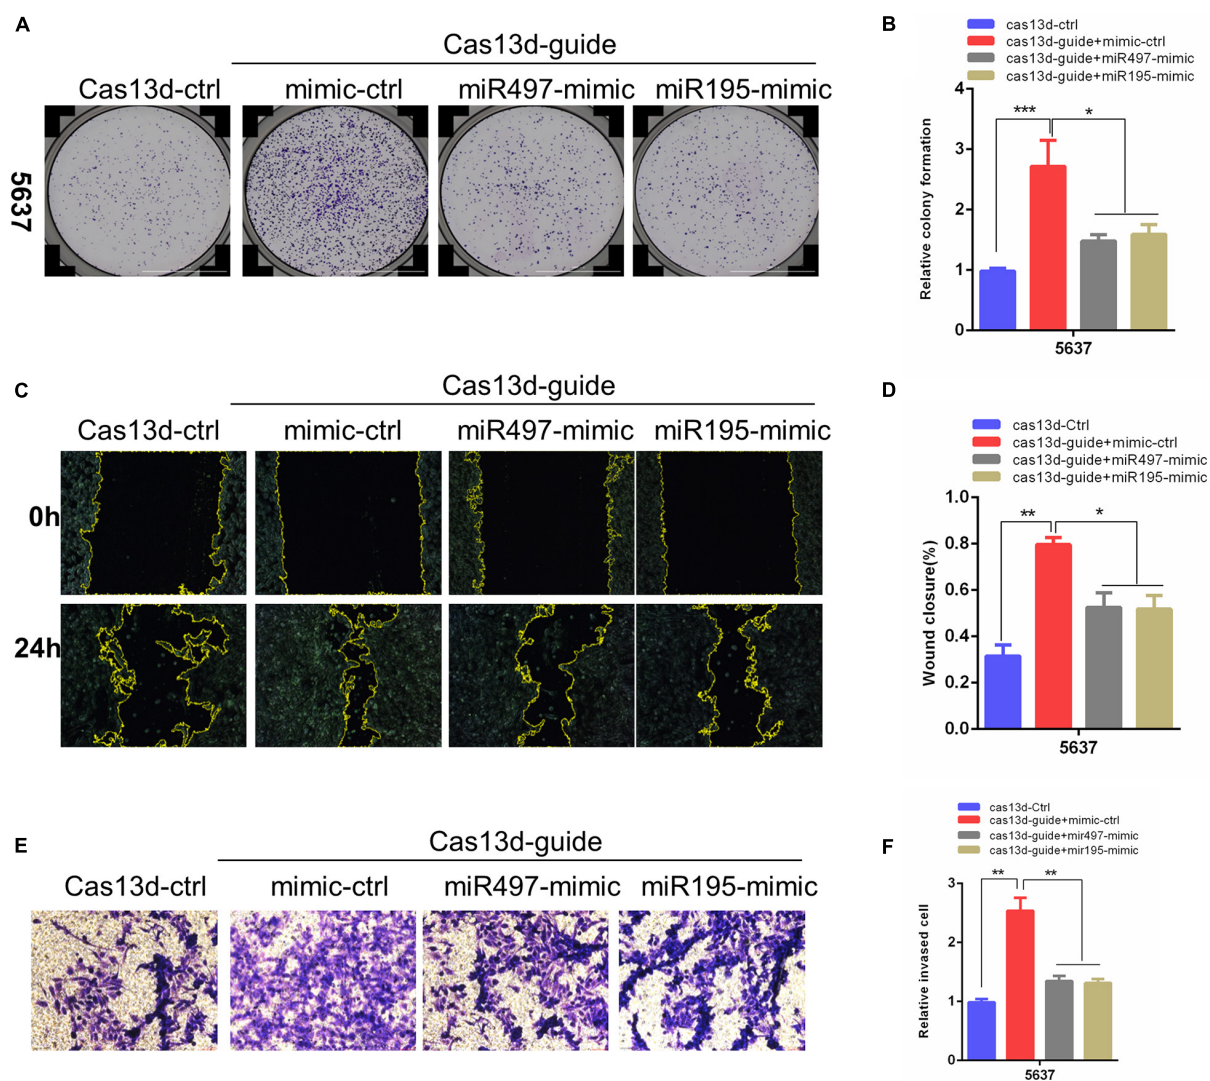 A
Cas13d-guide
Cas13d-ctrl mimic-ctrl miR497-mimic miR195-mimic
5637
B
cas13d-ctrl
cas13d-guide+mimic-ctrl
cas13d-guide+miR497-mimic
cas13d-guide+miR195-mimic
Relative colony formation
4
3
2
1
0
*** *
5637
C
Cas13d-guide
Cas13d-ctrl mimic-ctrl miR497-mimic miR195-mimic
0h
24h
D
cas13d-Ctrl
cas13d-guide+mimic-ctrl
cas13d-guide+miR497-mimic
cas13d-guide+miR195-mimic
Wound closure(%)
1.0
0.8
0.6
0.4
0.2
0.0
** *
5637
E
Cas13d-guide
Cas13d-ctrl mimic-ctrl miR497-mimic miR195-mimic
F
cas13d-Ctrl
cas13d-guide+mimic-ctrl
cas13d-guide+mir497-mimic
cas13d-guide+mir195-mimic
Relative invased cell
3
2
1
0
** **
5637